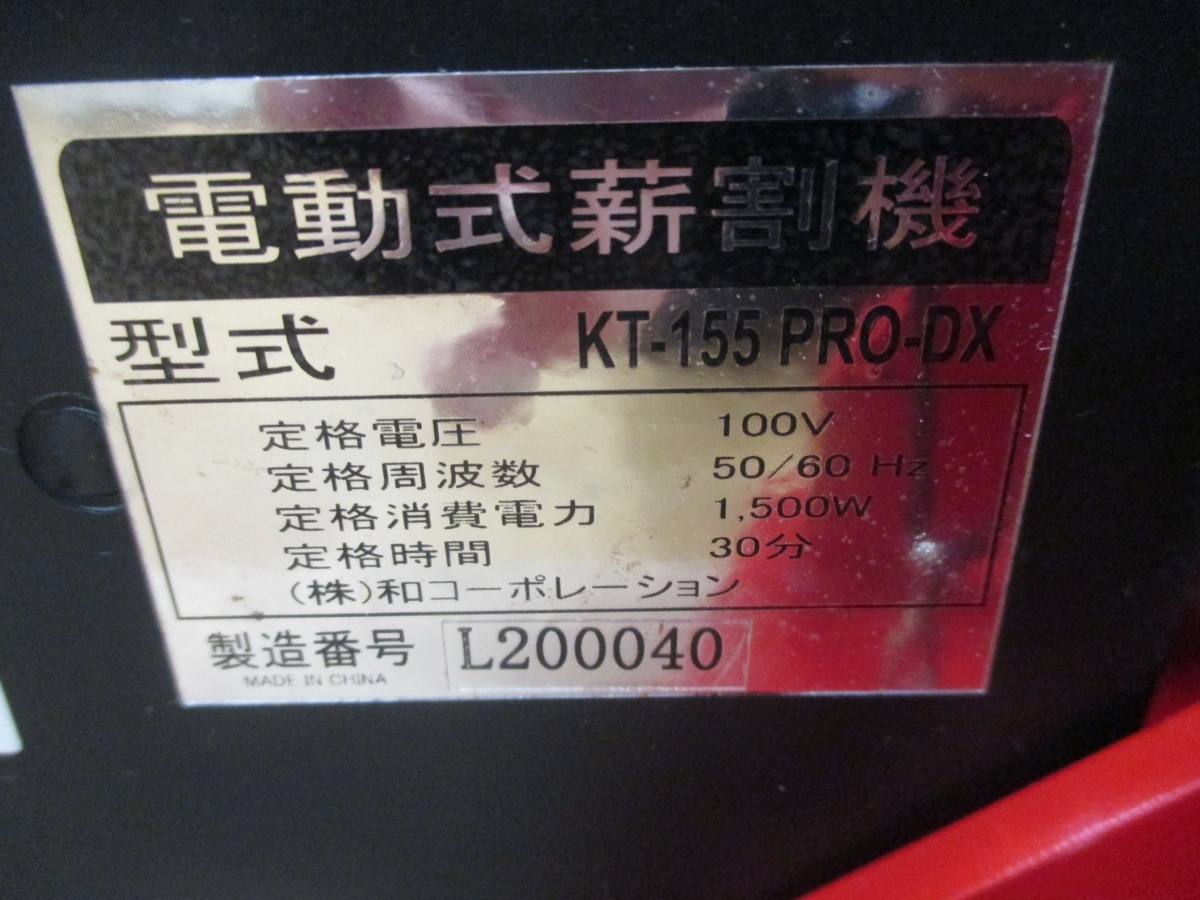 電動式薪割機
型式 KT-155 PRO-DX
定格電圧 100V
定格周波数 50/60 Hz
定格消費電力 1,500W
定格時間 30分
(株)和コーポレーション
製造番号 L200040
MADE IN CHINA